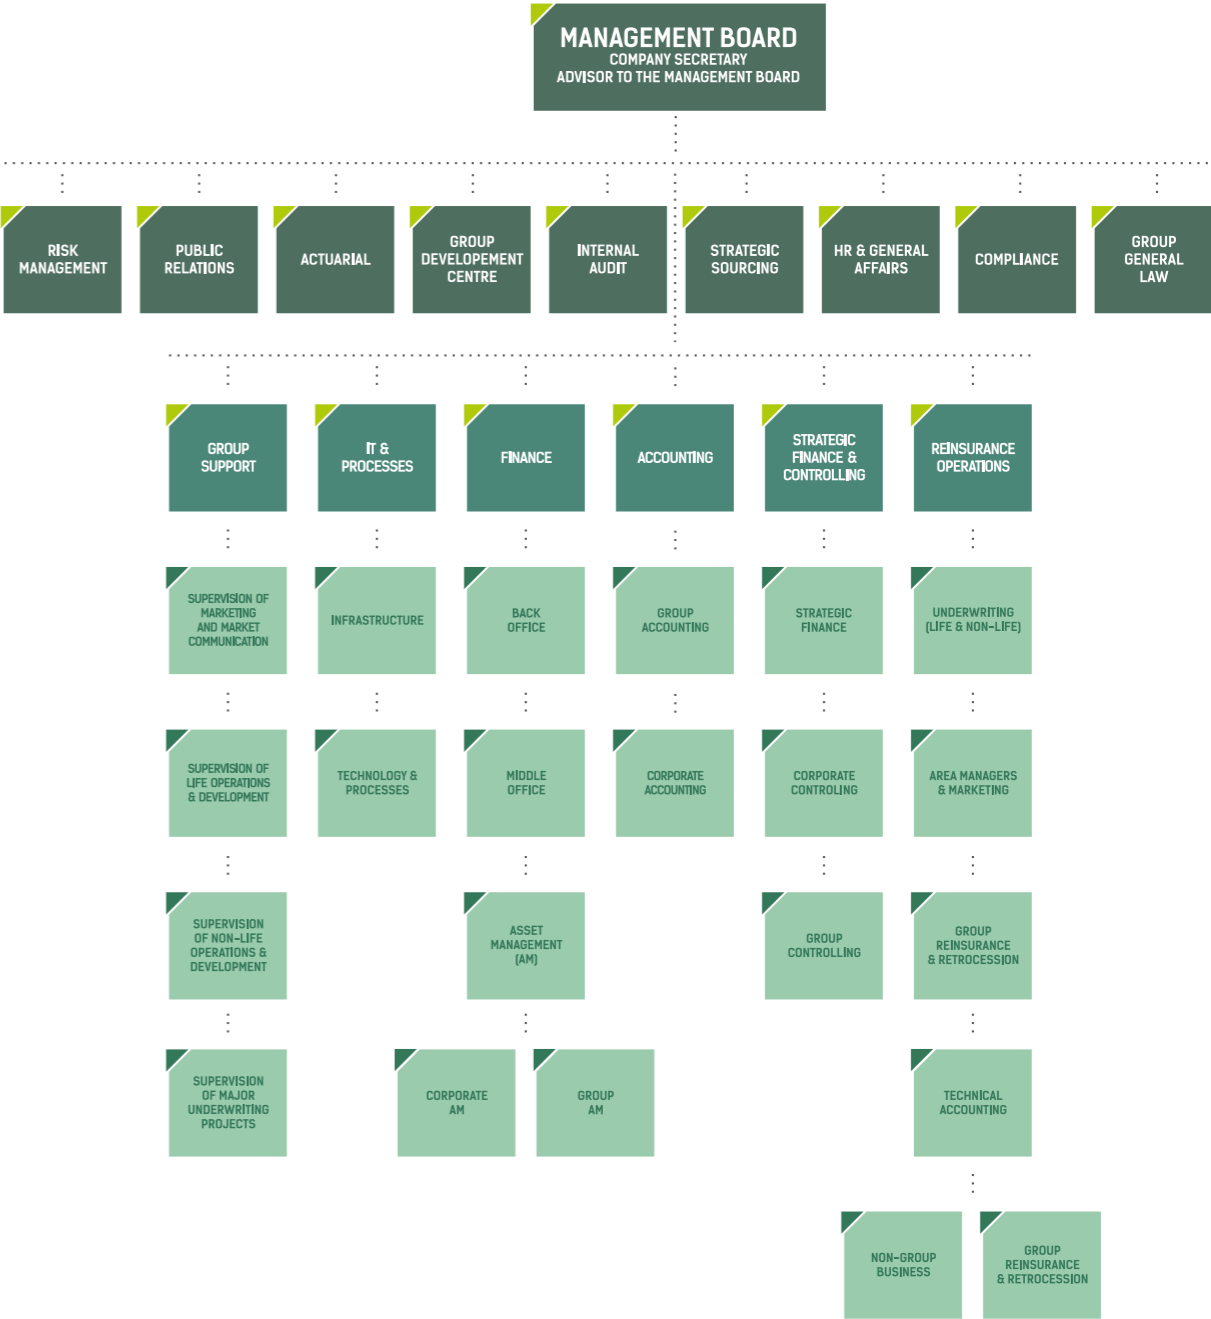 MANAGEMENT BOARD
COMPANY SECRETARY
ADVISOR TO THE MANAGEMENT BOARD
RISK
MANAGEMENT
PUBLIC
RELATIONS
ACTUARIAL
GROUP
DEVELOPEMENT
CENTRE
INTERNAL
AUDIT
STRATEGIC
SOURCING
HR & GENERAL
AFFAIRS
COMPLIANCE
GROUP
GENERAL
LAW
GROUP
SUPPORT
IT &
PROCESSES
FINANCE
ACCOUNTING
STRATEGIC
FINANCE &
CONTROLLING
REINSURANCE
OPERATIONS
SUPERVISION OF
MARKETING
AND MARKET
COMMUNICATION
INFRASTRUCTURE
BACK
OFFICE
GROUP
ACCOUNTING
STRATEGIC
FINANCE
UNDERWRITING
(LIFE & NON-LIFE)
SUPERVISION OF
LIFE OPERATIONS
& DEVELOPMENT
TECHNOLOGY &
PROCESSES
MIDDLE
OFFICE
CORPORATE
ACCOUNTING
CORPORATE
CONTROLING
AREA MANAGERS
& MARKETING
SUPERVISION
OF NON-LIFE
OPERATIONS &
DEVELOPMENT
ASSET
MANAGEMENT
(AM)
GROUP
CONTROLLING
GROUP
REINSURANCE
& RETROCESSION
SUPERVISION
OF MAJOR
UNDERWRITING
PROJECTS
CORPORATE
AM
GROUP
AM
TECHNICAL
ACCOUNTING
NON-GROUP
BUSINESS
GROUP
REINSURANCE
& RETROCESSION